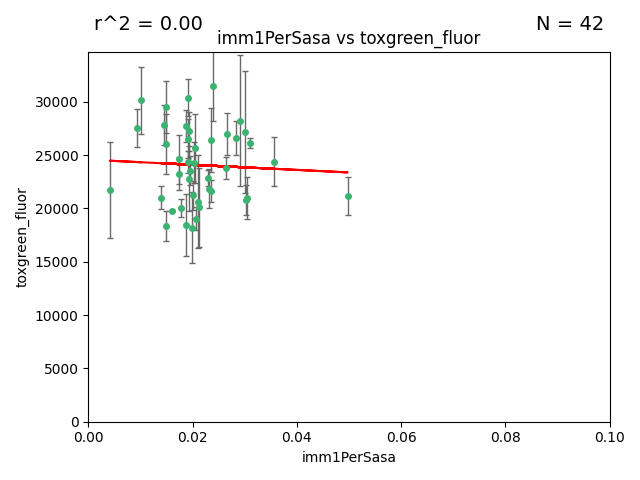 r^2 = 0.00
N = 42
imm1PerSasa vs toxgreen_fluor
30000
25000
20000
15000
10000
5000
0
toxgreen_fluor
0.00
0.02
0.04
0.06
0.08
0.10
imm1PerSasa